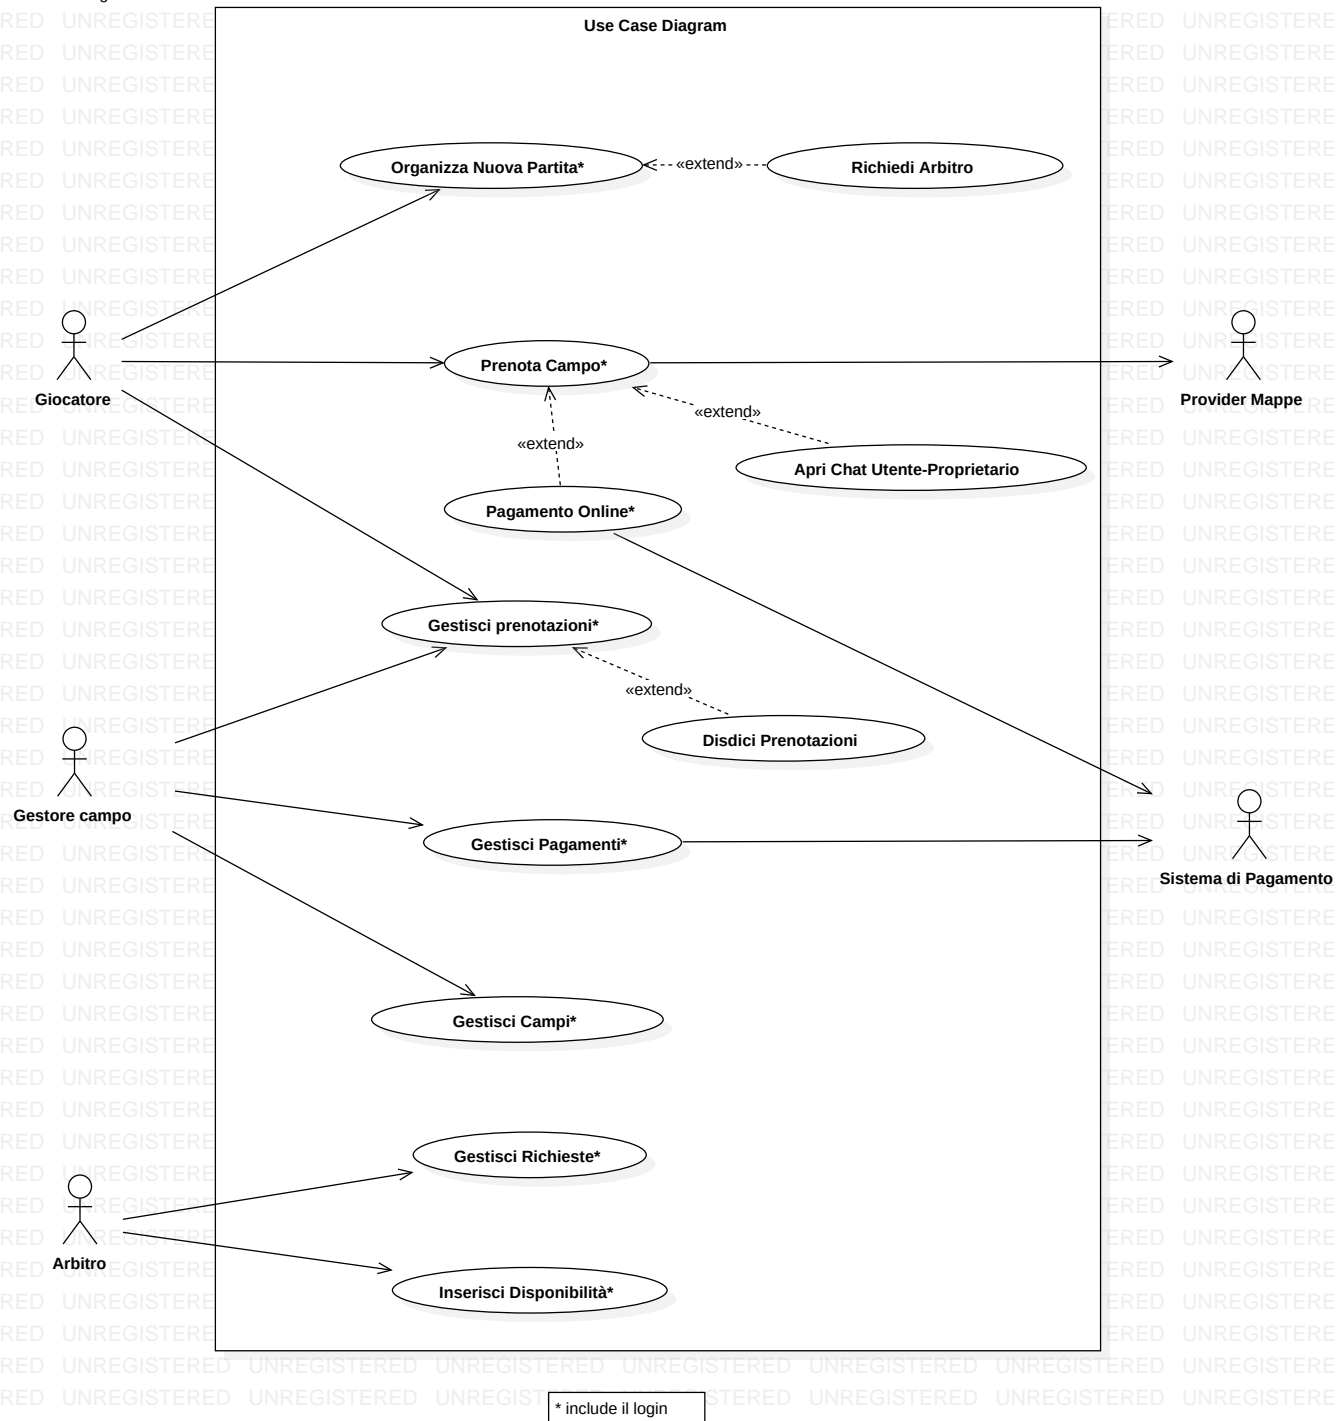 Use Case Diagram
Organizza Nuova Partita*
«extend»
Richiedi Arbitro
Giocatore
Prenota Campo*
Provider Mappe
«extend»
«extend»
Apri Chat Utente-Proprietario
Pagamento Online*
Gestisci prenotazioni*
«extend»
Disdici Prenotazioni
Gestore campo
Gestisci Pagamenti*
Sistema di Pagamento
Gestisci Campi*
Gestisci Richieste*
Arbitro
Inserisci Disponibilità*
* include il login
UNREGISTERED